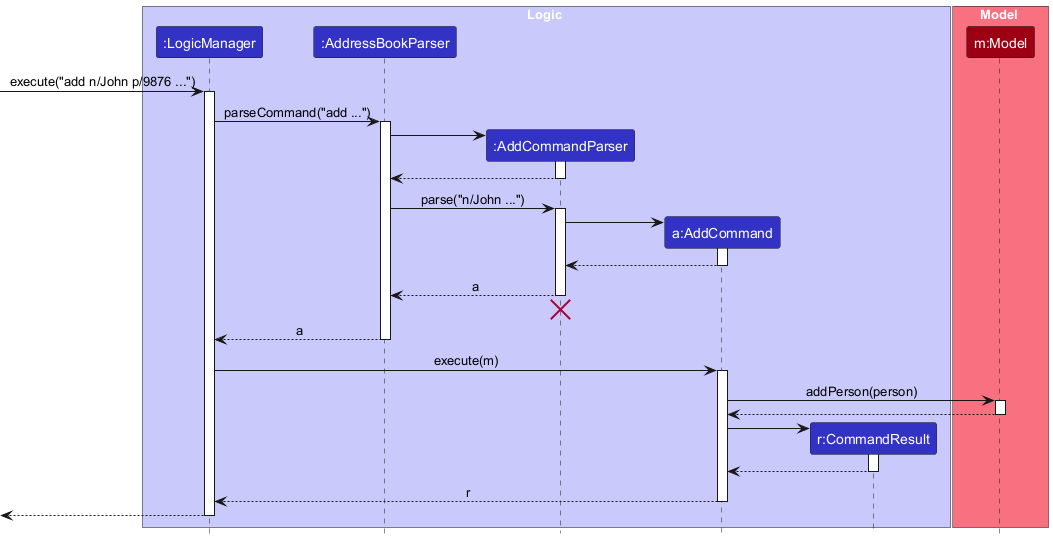 Logic
Model
:LogicManager
:AddressBookParser
m:Model
execute("add n/John p/9876 ...")
parseCommand("add ...")
:AddCommandParser
parse("n/John ...")
a:AddCommand
a
a
execute(m)
addPerson(person)
r:CommandResult
r